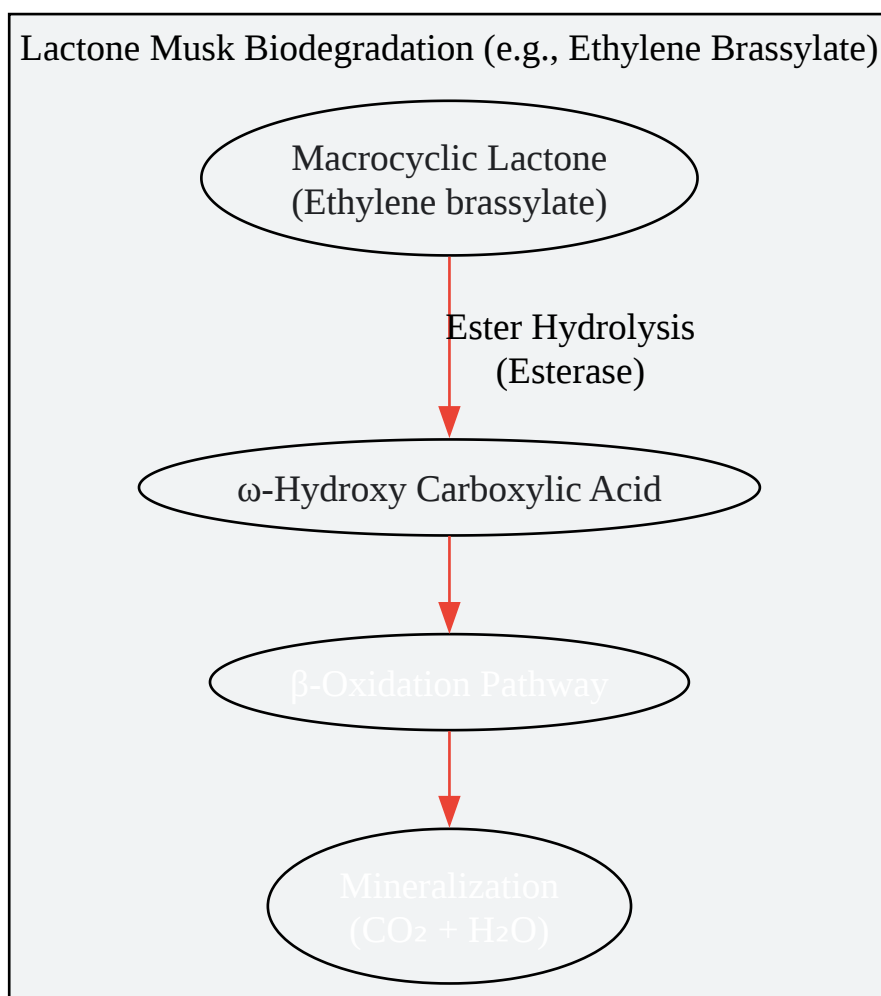 Lactone Musk Biodegradation (e.g., Ethylene Brassylate)
Macrocyclic Lactone
(Ethylene brassylate)
Ester Hydrolysis
(Esterase)
ω-Hydroxy Carboxylic Acid
β-Oxidation Pathway
Mineralization
(CO₂ + H₂O)